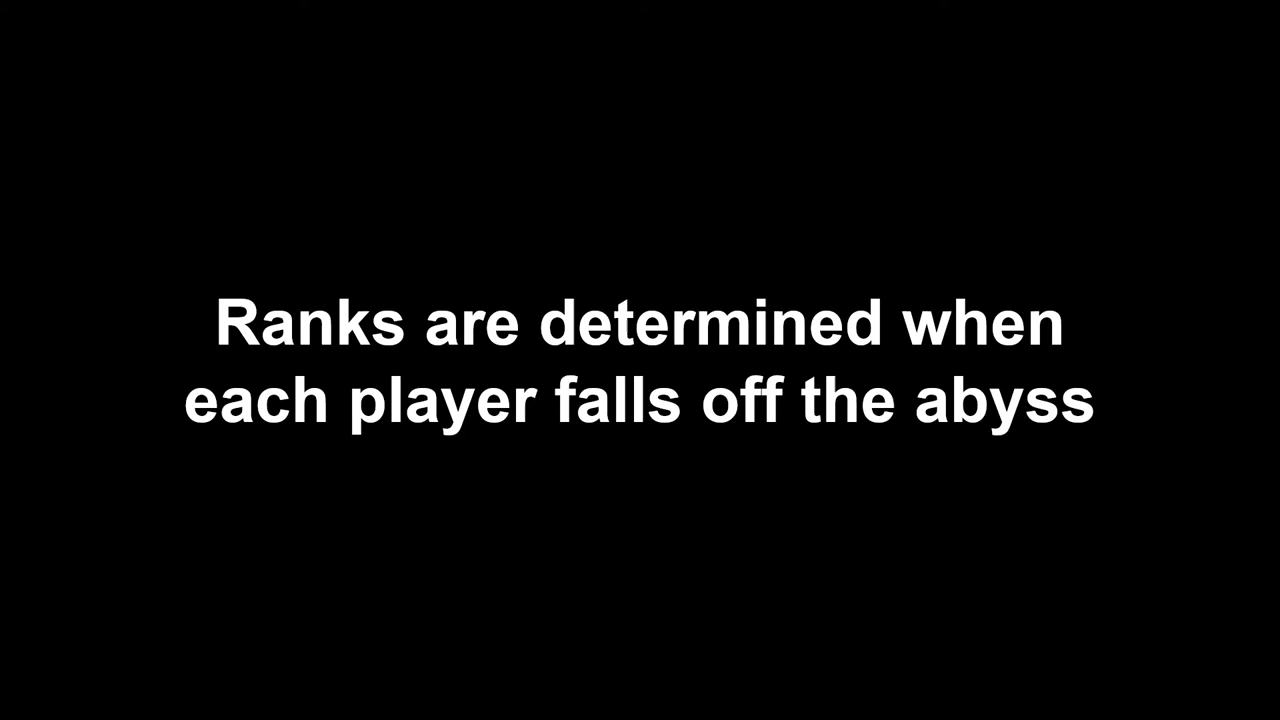 Ranks are determined when
each player falls off the abyss